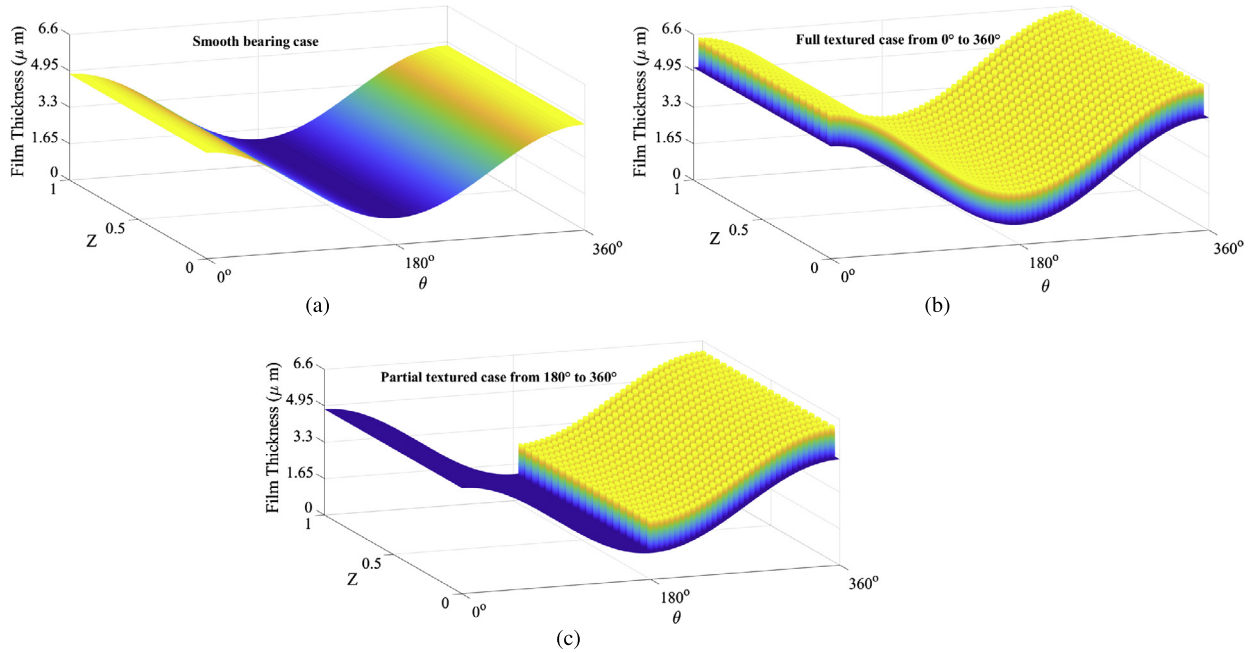 Smooth bearing case
Film Thickness (μ m)
6.6
4.95
3.3
1.65
0
1
Z
0.5
0
0°
180°
θ
360°
(a)
Full textured case from 0° to 360°
Film Thickness (μ m)
6.6
4.95
3.3
1.65
0
1
Z
0.5
0
0°
180°
θ
360°
(b)
Partial textured case from 180° to 360°
Film Thickness (μ m)
6.6
4.95
3.3
1.65
0
1
Z
0.5
0
0°
180°
θ
360°
(c)